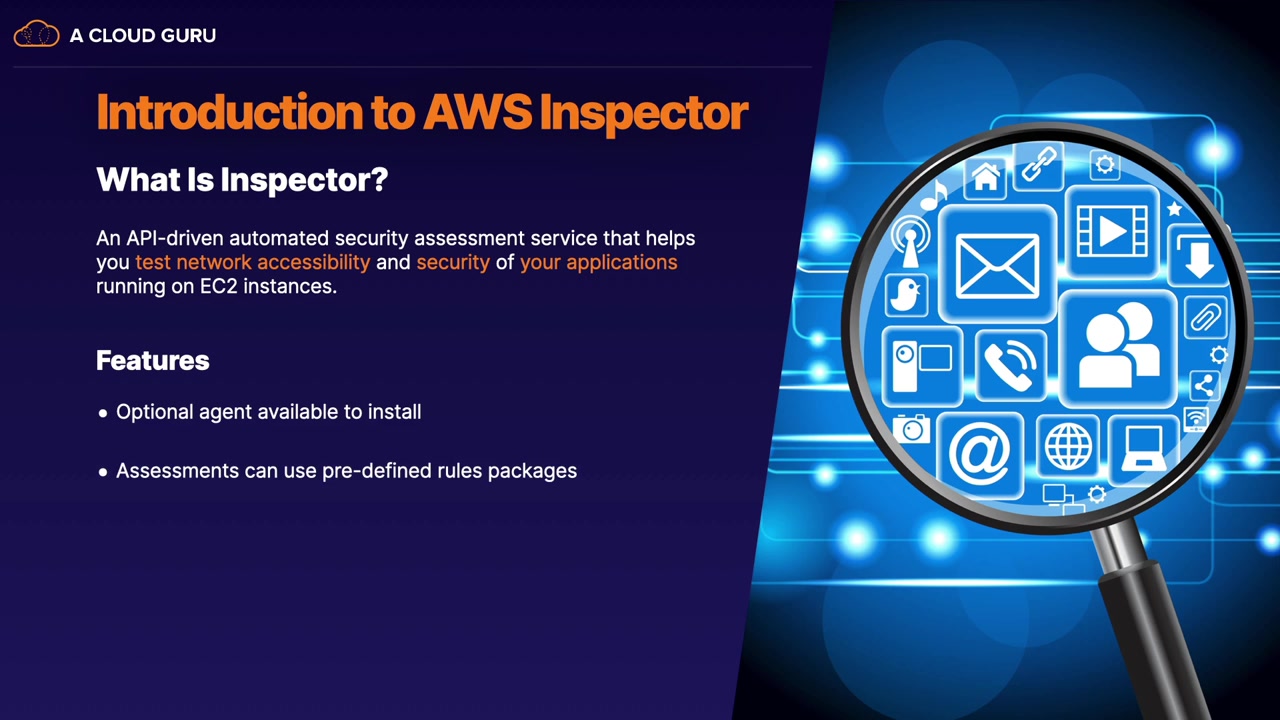 A CLOUD GURU
Introduction to AWS Inspector
What Is Inspector?
An API-driven automated security assessment service that helps
you test network accessibility and security of your applications
running on EC2 instances.
Features
• Optional agent available to install
• Assessments can use pre-defined rules packages